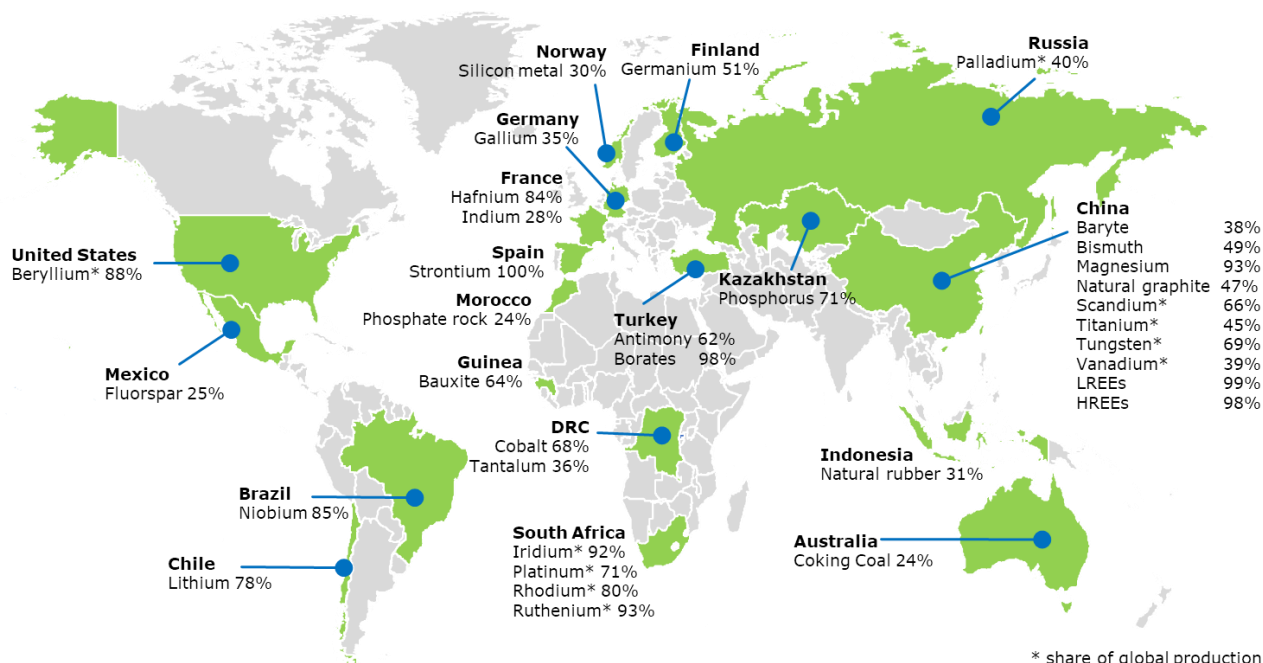 Norway
Silicon metal 30%
Finland
Germanium 51%
Russia
Palladium* 40%
Germany
Gallium 35%
France
Hafnium 84%
Indium 28%
China
Baryte 38%
Bismuth 49%
Magnesium 93%
Natural graphite 47%
Scandium* 66%
Titanium* 45%
Tungsten* 69%
Vanadium* 39%
LREEs 99%
HREEs 98%
United States
Beryllium* 88%
Spain
Strontium 100%
Kazakhstan
Phosphorus 71%
Morocco
Phosphate rock 24%
Turkey
Antimony 62%
Borates 98%
Mexico
Fluorspar 25%
Guinea
Bauxite 64%
DRC
Cobalt 68%
Tantalum 36%
Indonesia
Natural rubber 31%
Brazil
Niobium 85%
South Africa
Iridium* 92%
Platinum* 71%
Rhodium* 80%
Ruthenium* 93%
Australia
Coking Coal 24%
Chile
Lithium 78%
* share of global production